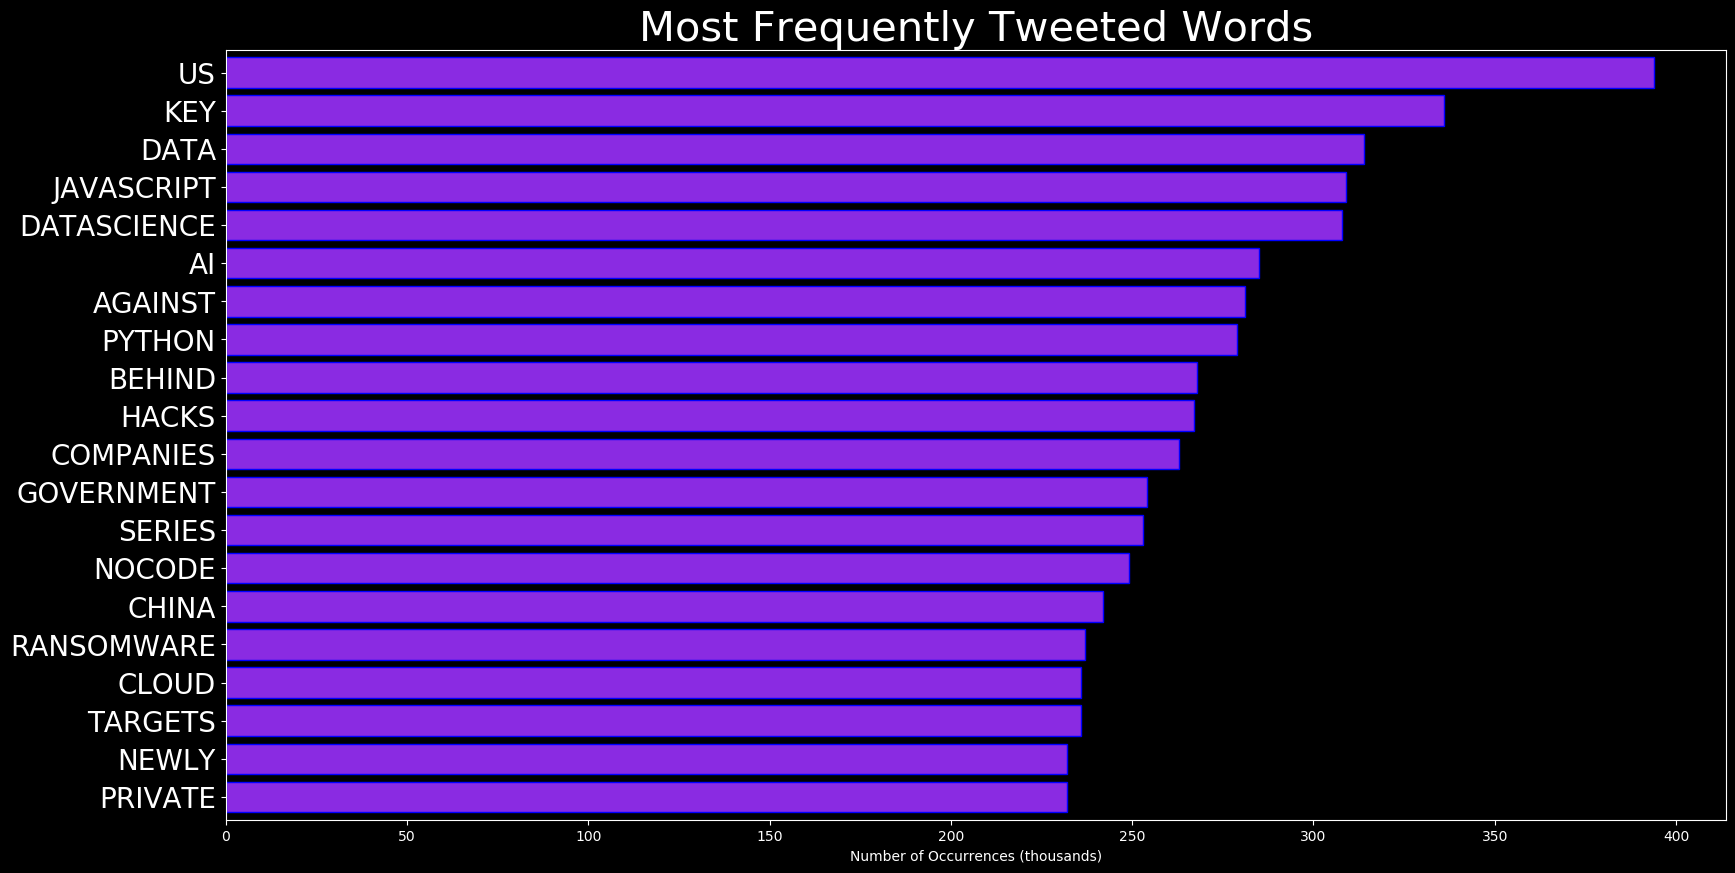 Most Frequently Tweeted Words
US
KEY
DATA
JAVASCRIPT
DATASCIENCE
AI
AGAINST
PYTHON
BEHIND
HACKS
COMPANIES
GOVERNMENT
SERIES
NOCODE
CHINA
RANSOMWARE
CLOUD
TARGETS
NEWLY
PRIVATE
0 50 100 150 200 250 300 350 400
Number of Occurrences (thousands)